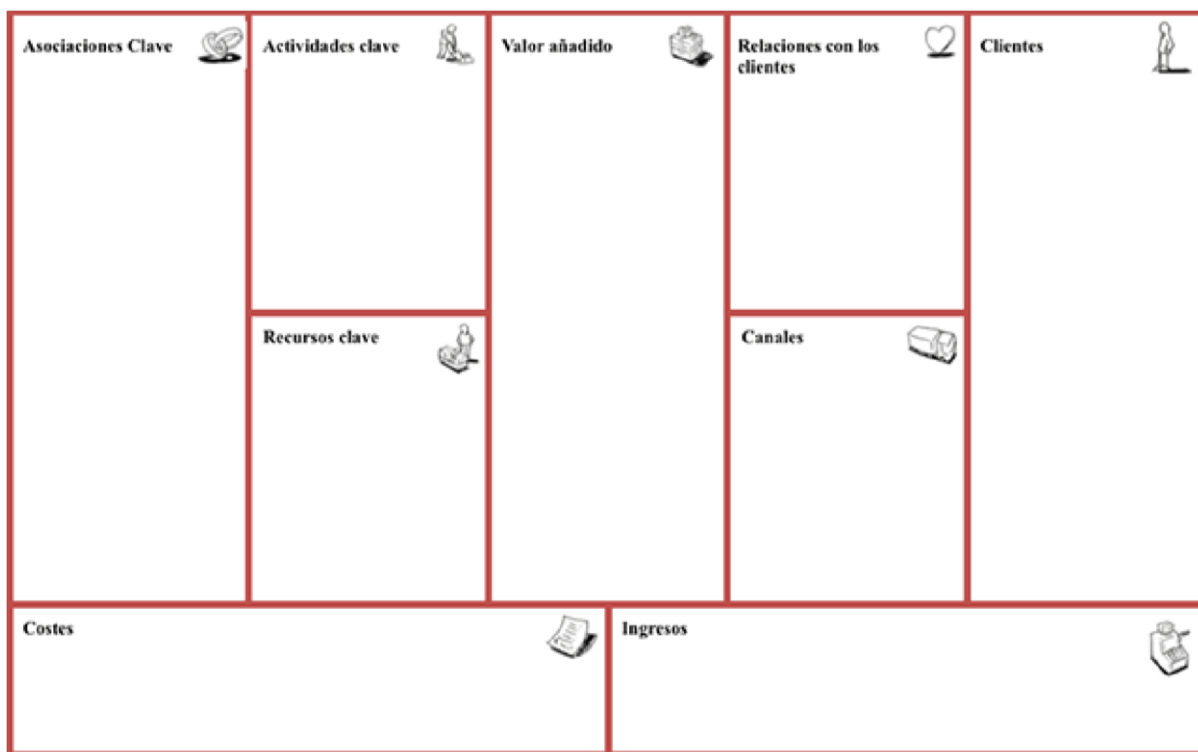 Asociaciones Clave
Actividades clave
Valor añadido
Relaciones con los
clientes
Clientes
Recursos clave
Canales
Costes
Ingresos